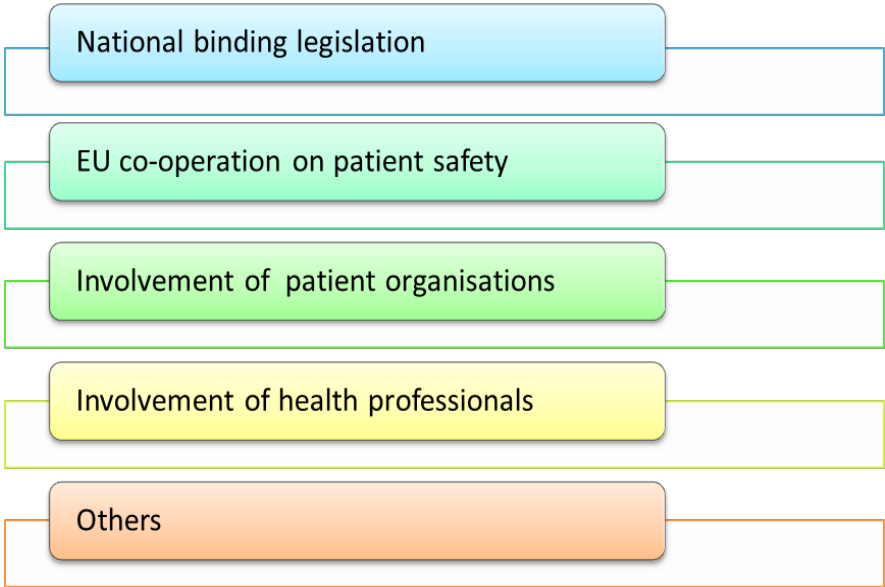 National binding legislation
EU co-operation on patient safety
Involvement of patient organisations
Involvement of health professionals
Others